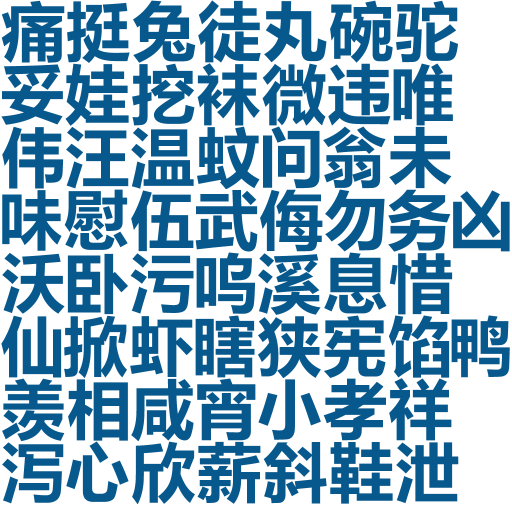 痛挺兔徒丸碗驼
妥娃挖袜微违唯
伟汪温蚊问翁未
味慰伍武侮勿务凶
沃卧污呜溪息惜
仙掀虾瞎狭宪馅鸭
羡相咸宵小孝祥
泻心欣薪斜鞋泄